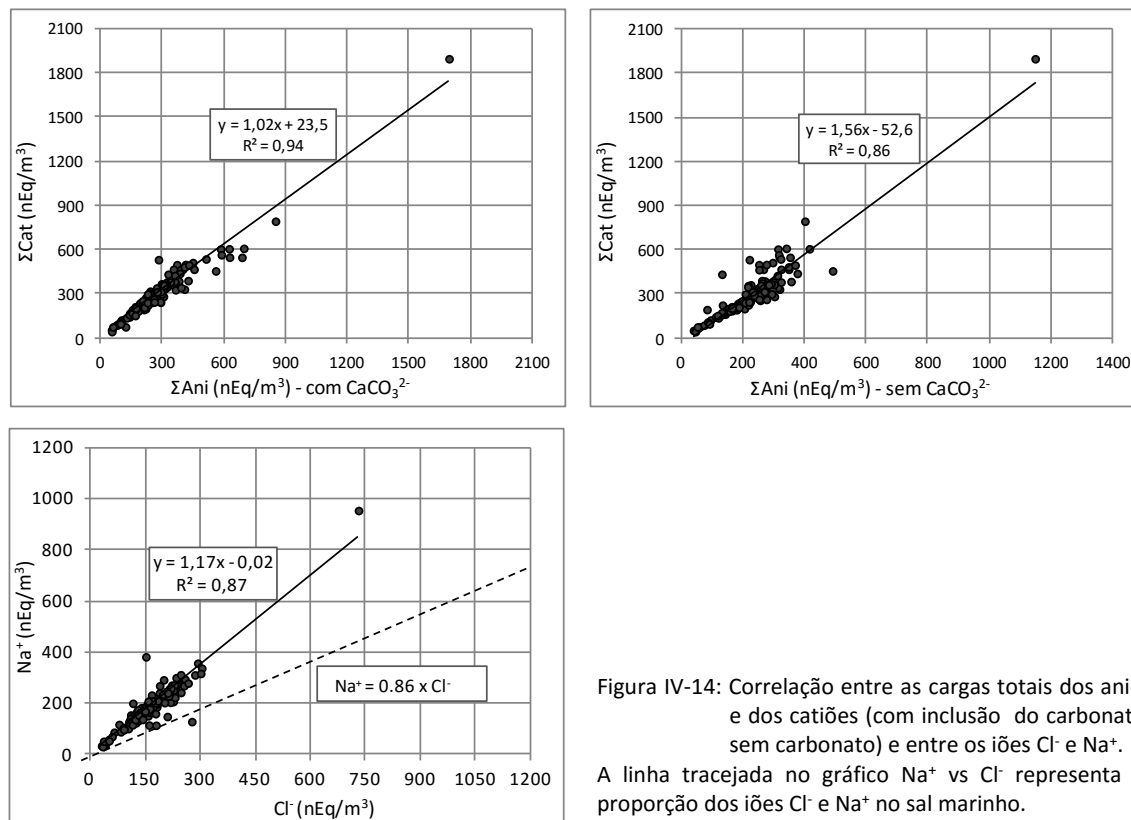 2100
1800
1500
1200
900
600
300
0
ΣCat (nEq/m³)
y = 1,02x + 23,5
R² = 0,94
0 300 600 900 1200 1500 1800 2100
ΣAni (nEq/m³) - com CaCO₃²⁻
2100
1800
1500
1200
900
600
300
0
ΣCat (nEq/m³)
y = 1,56x - 52,6
R² = 0,86
0 200 400 600 800 1000 1200 1400
ΣAni (nEq/m³) - sem CaCO₃²⁻
1200
1000
800
600
400
200
0
Na⁺ (nEq/m³)
y = 1,17x - 0,02
R² = 0,87
Na⁺ = 0.86 x Cl⁻
0 150 300 450 600 750 900 1050 1200
Cl⁻ (nEq/m³)
Figura IV-14: Correlação entre as cargas totais dos
e dos catiões (com inclusão do
sem carbonato) e entre os iões Cl⁻ e Na⁺.
A linha tracejada no gráfico Na⁺ vs Cl⁻ representa
proporção dos iões Cl⁻ e Na⁺ no sal marinho.